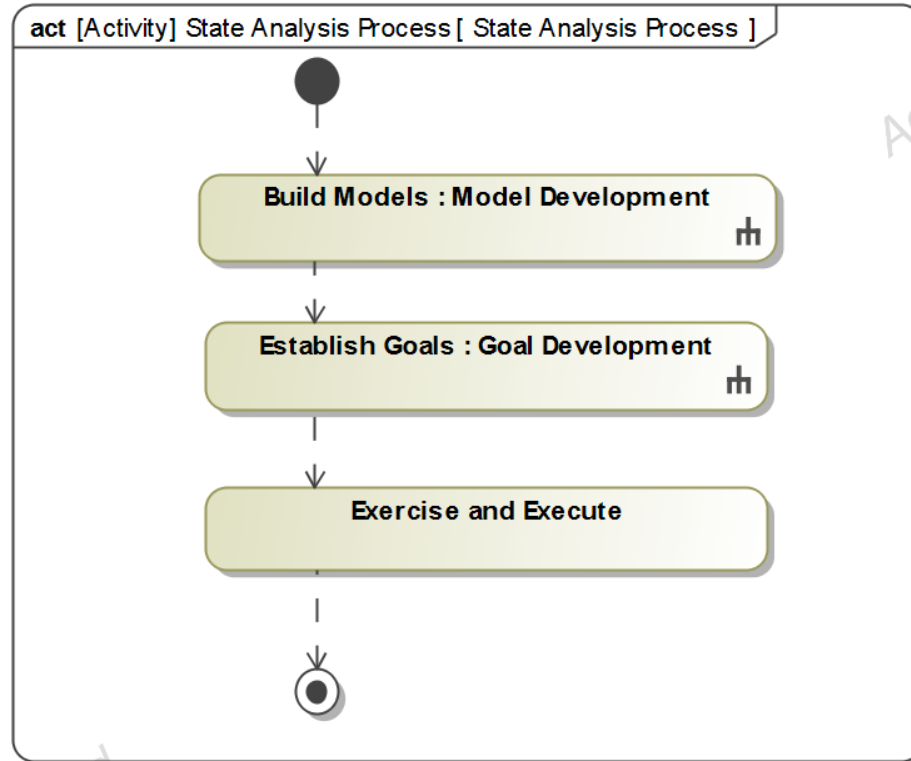 act [Activity] State Analysis Process [ State Analysis Process ]
Build Models : Model Development
Establish Goals : Goal Development
Exercise and Execute